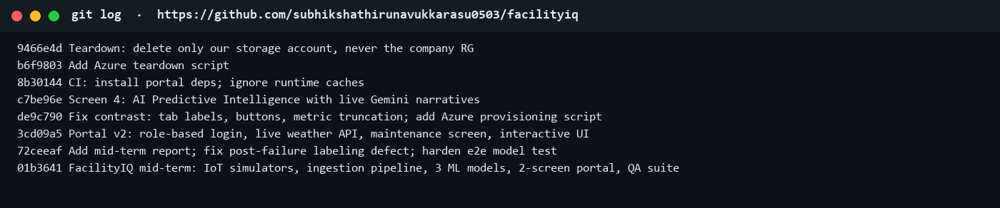 git log · https://github.com/subhikshathirunavukkarasu0503/facilityiq
9466e4d Teardown: delete only our storage account, never the company RG
b6f9803 Add Azure teardown script
8b30144 CI: install portal deps; ignore runtime caches
c7be96e Screen 4: AI Predictive Intelligence with live Gemini narratives
de9c790 Fix contrast: tab labels, buttons, metric truncation; add Azure provisioning script
3cd09a5 Portal v2: role-based login, live weather API, maintenance screen, interactive UI
72ceeaf Add mid-term report; fix post-failure labeling defect; harden e2e model test
01b3641 FacilityIQ mid-term: IoT simulators, ingestion pipeline, 3 ML models, 2-screen portal, QA suite